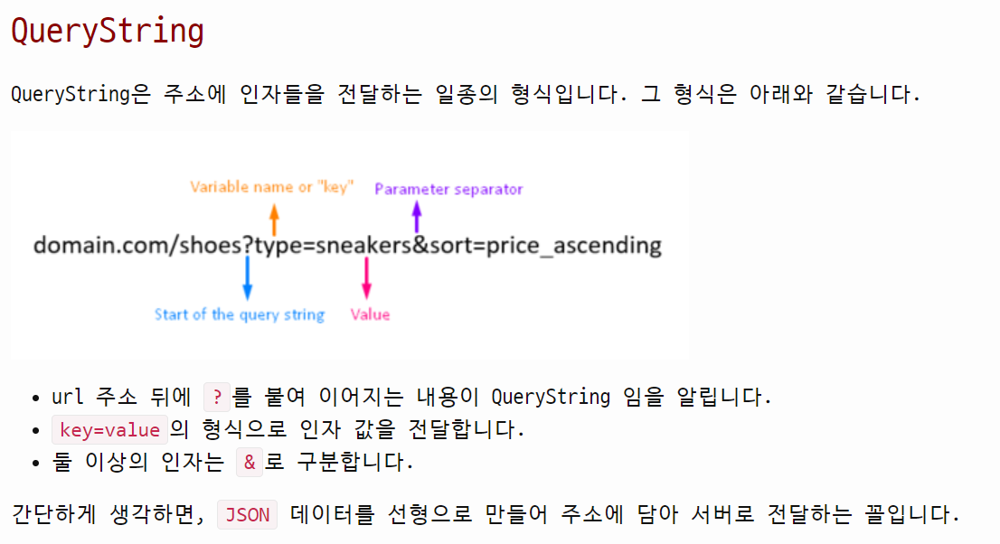 QueryString
QueryString은 주소에 인자들을 전달하는 일종의 형식입니다. 그 형식은 아래와 같습니다.
Variable name or "key"
Parameter separator
domain.com/shoes?type=sneakers&sort=price_ascending
Start of the query string
Value
• url 주소 뒤에 ?를 붙여 이어지는 내용이 QueryString 임을 알립니다.
• key=value의 형식으로 인자 값을 전달합니다.
• 둘 이상의 인자는 &로 구분합니다.
간단하게 생각하면, JSON 데이터를 선형으로 만들어 주소에 담아 서버로 전달하는 꼴입니다.